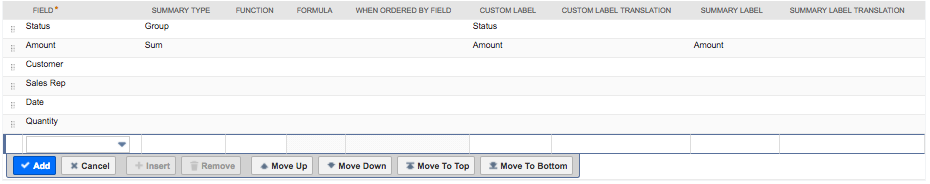 FIELD* SUMMARY TYPE FUNCTION FORMULA WHEN ORDERED BY FIELD CUSTOM LABEL CUSTOM LABEL TRANSLATION SUMMARY LABEL SUMMARY LABEL TRANSLATION
Status Group Status
Amount Sum Amount Amount
Customer
Sales Rep
Date
Quantity
Add Cancel Insert Remove Move Up Move Down Move To Top Move To Bottom